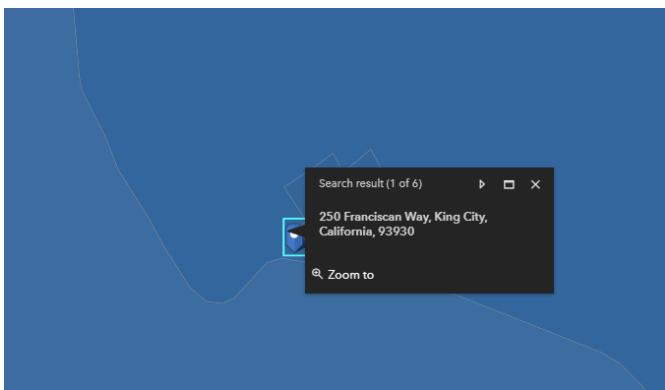 Search result (1 of 6)
250 Franciscan Way, King City,
California, 93930
Zoom to